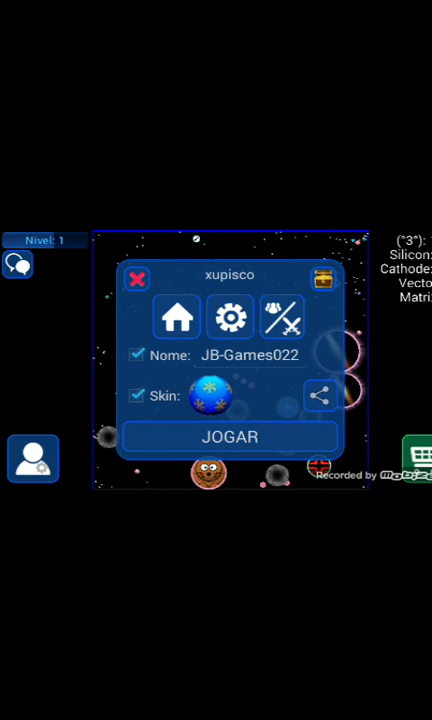 Nível: 1
(°3°):
Silicon:
Cathode:
Vecto
Matri
xupisco
Nome: JB-Games022
Skin:
JOGAR
Recorded by